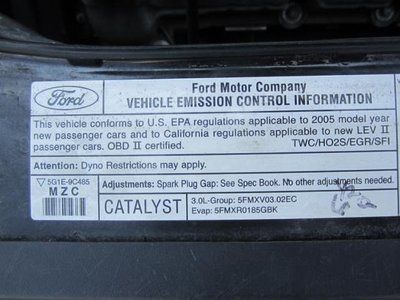 Ford
Ford Motor Company
VEHICLE EMISSION CONTROL INFORMATION
This vehicle conforms to U.S. EPA regulations applicable to 2005 model year
new passenger cars and to California regulations applicable to new LEV II
passenger cars. OBD II certified. TWC/HO2S/EGR/SFI
Attention: Dyno Restrictions may apply.
5G1E-9C485
MZC
Adjustments: Spark Plug Gap: See Spec Book. No other adjustments needed.
CATALYST
3.0L-Group: 5FMXV03.02EC
Evap: 5FMXR0185GBK